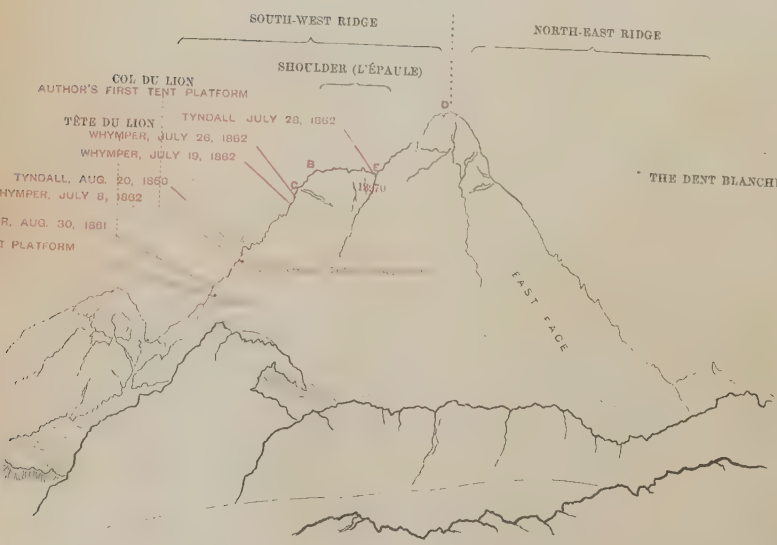 SOUTH-WEST RIDGE
NORTH-EAST RIDGE
SHOULDER (L'ÉPAULE)
COL DU LION
AUTHOR'S FIRST TENT PLATFORM
D
TYNDALL JULY 28, 1862
TÊTE DU LION
WHYMPER, JULY 26, 1862
WHYMPER, JULY 19, 1862
B
E
C
TYNDALL, AUG. 20, 1860
HYMPER, JULY 8, 1862
THE DENT BLANCHE
R, AUG. 30, 1861
T PLATFORM
EAST FACE